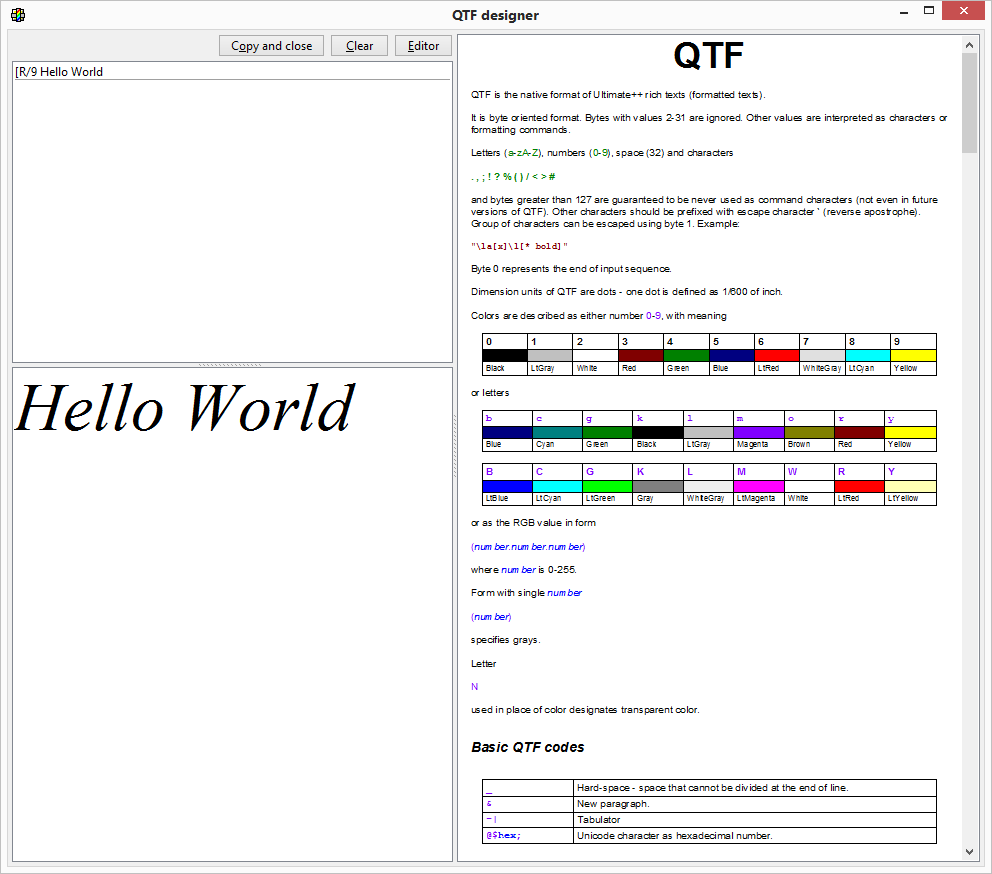 QTF designer
Copy and close Clear Editor
[R/9 Hello World
Hello World
QTF
QTF is the native format of Ultimate++ rich texts (formatted texts).
It is byte oriented format. Bytes with values 2-31 are ignored. Other values are interpreted as characters or
formatting commands.
Letters (a-zA-Z), numbers (0-9), space (32) and characters
. , ; ! ? % ( ) / < > #
and bytes greater than 127 are guaranteed to be never used as command characters (not even in future
versions of QTF). Other characters should be prefixed with escape character ` (reverse apostrophe).
Group of characters can be escaped using byte 1. Example:
"\1a[x]\1[* bold]"
Byte 0 represents the end of input sequence.
Dimension units of QTF are dots - one dot is defined as 1/600 of inch.
Colors are described as either number 0-9, with meaning
0 1 2 3 4 5 6 7 8 9
Black LtGray White Red Green Blue LtRed WhiteGray LtCyan Yellow
or letters
b c g k l m o r y
Blue Cyan Green Black LtGray Magenta Brown Red Yellow
B C G K L M W R Y
LtBlue LtCyan LtGreen Gray WhiteGray LtMagenta White LtRed LtYellow
or as the RGB value in form
(number.number.number)
where number is 0-255.
Form with single number
(number)
specifies grays.
Letter
N
used in place of color designates transparent color.
Basic QTF codes
_ Hard-space - space that cannot be divided at the end of line.
& New paragraph.
-| Tabulator
@$hex; Unicode character as hexadecimal number.